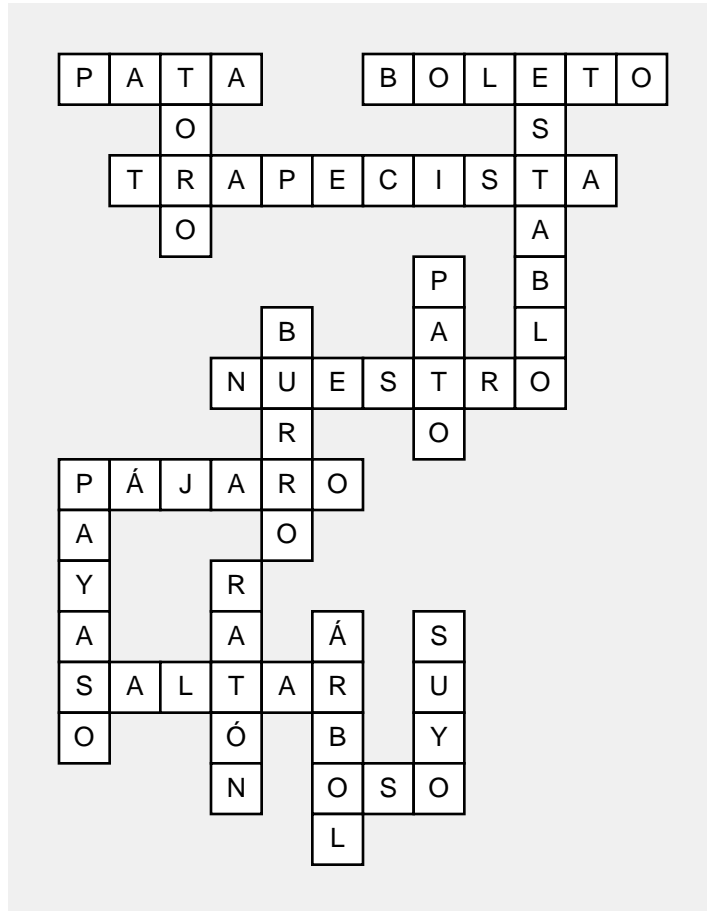 PATA BOLETO
O S
TRAPECISTA
O A
P B
B A L
NUESTRO
R O
PÁJARO
A O
Y R
A A Á S
SALTAR U
O Ó B Y
N OSO
L